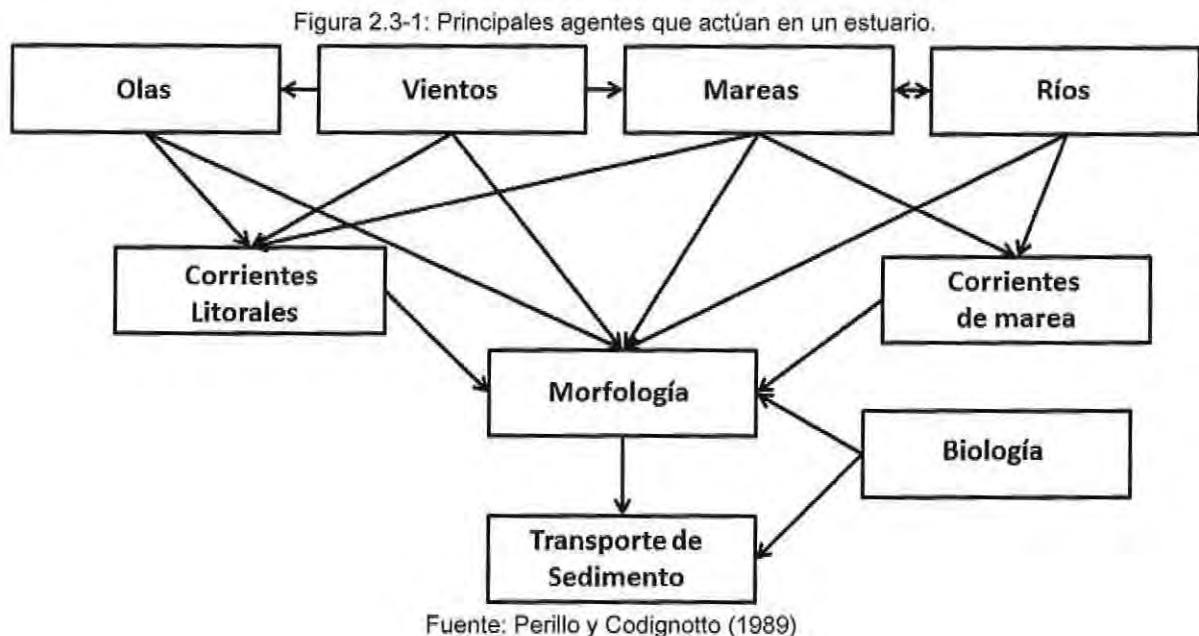 Figura 2.3-1: Principales agentes que actúan en un estuario.
Olas
Vientos
Mareas
Ríos
Corrientes
Litorales
Corrientes
de marea
Morfología
Biología
Transporte de
Sedimento
Fuente: Perillo y Codignotto (1989)